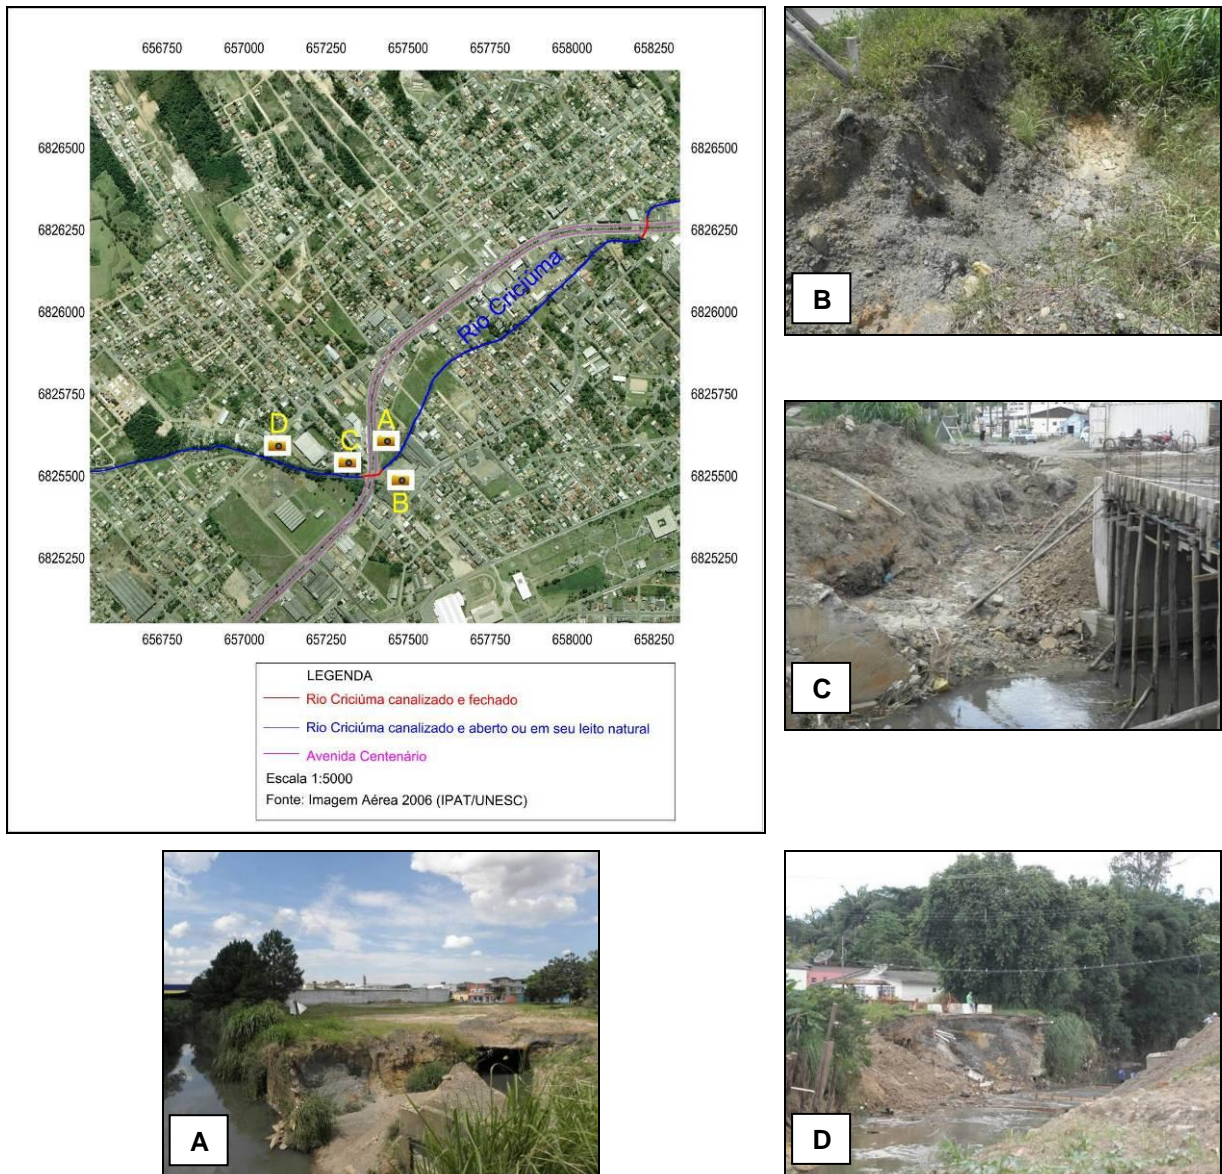 656750 657000 657250 657500 657750 658000 658250
6826500 6826500
6826250 6826250
6826000 6826000
6825750 6825750
6825500 6825500
6825250 6825250
Rio Criciúma
D
C
A
B
656750 657000 657250 657500 657750 658000 658250
LEGENDA
Rio Criciúma canalizado e fechado
Rio Criciúma canalizado e aberto ou em seu leito natural
Avenida Centenário
Escala 1:5000
Fonte: Imagem Aérea 2006 (IPAT/UNESC)
B
C
A
D